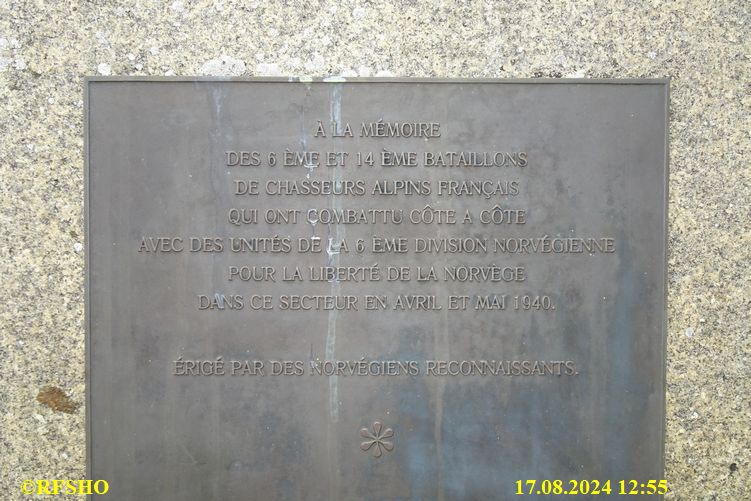 À LA MÉMOIRE
DES 6 ÈME ET 14 ÈME BATAILLONS
DE CHASSEURS ALPINS FRANÇAIS
QUI ONT COMBATTU CÔTE A CÔTE
AVEC DES UNITÉS DE LA 6 ÈME DIVISION NORVÉGIENNE
POUR LA LIBERTÉ DE LA NORVÈGE
DANS CE SECTEUR EN AVRIL ET MAI 1940.
ÉRIGÉ PAR DES NORVÉGIENS RECONNAISSANTS.
©RFSHO
17.08.2024 12:55